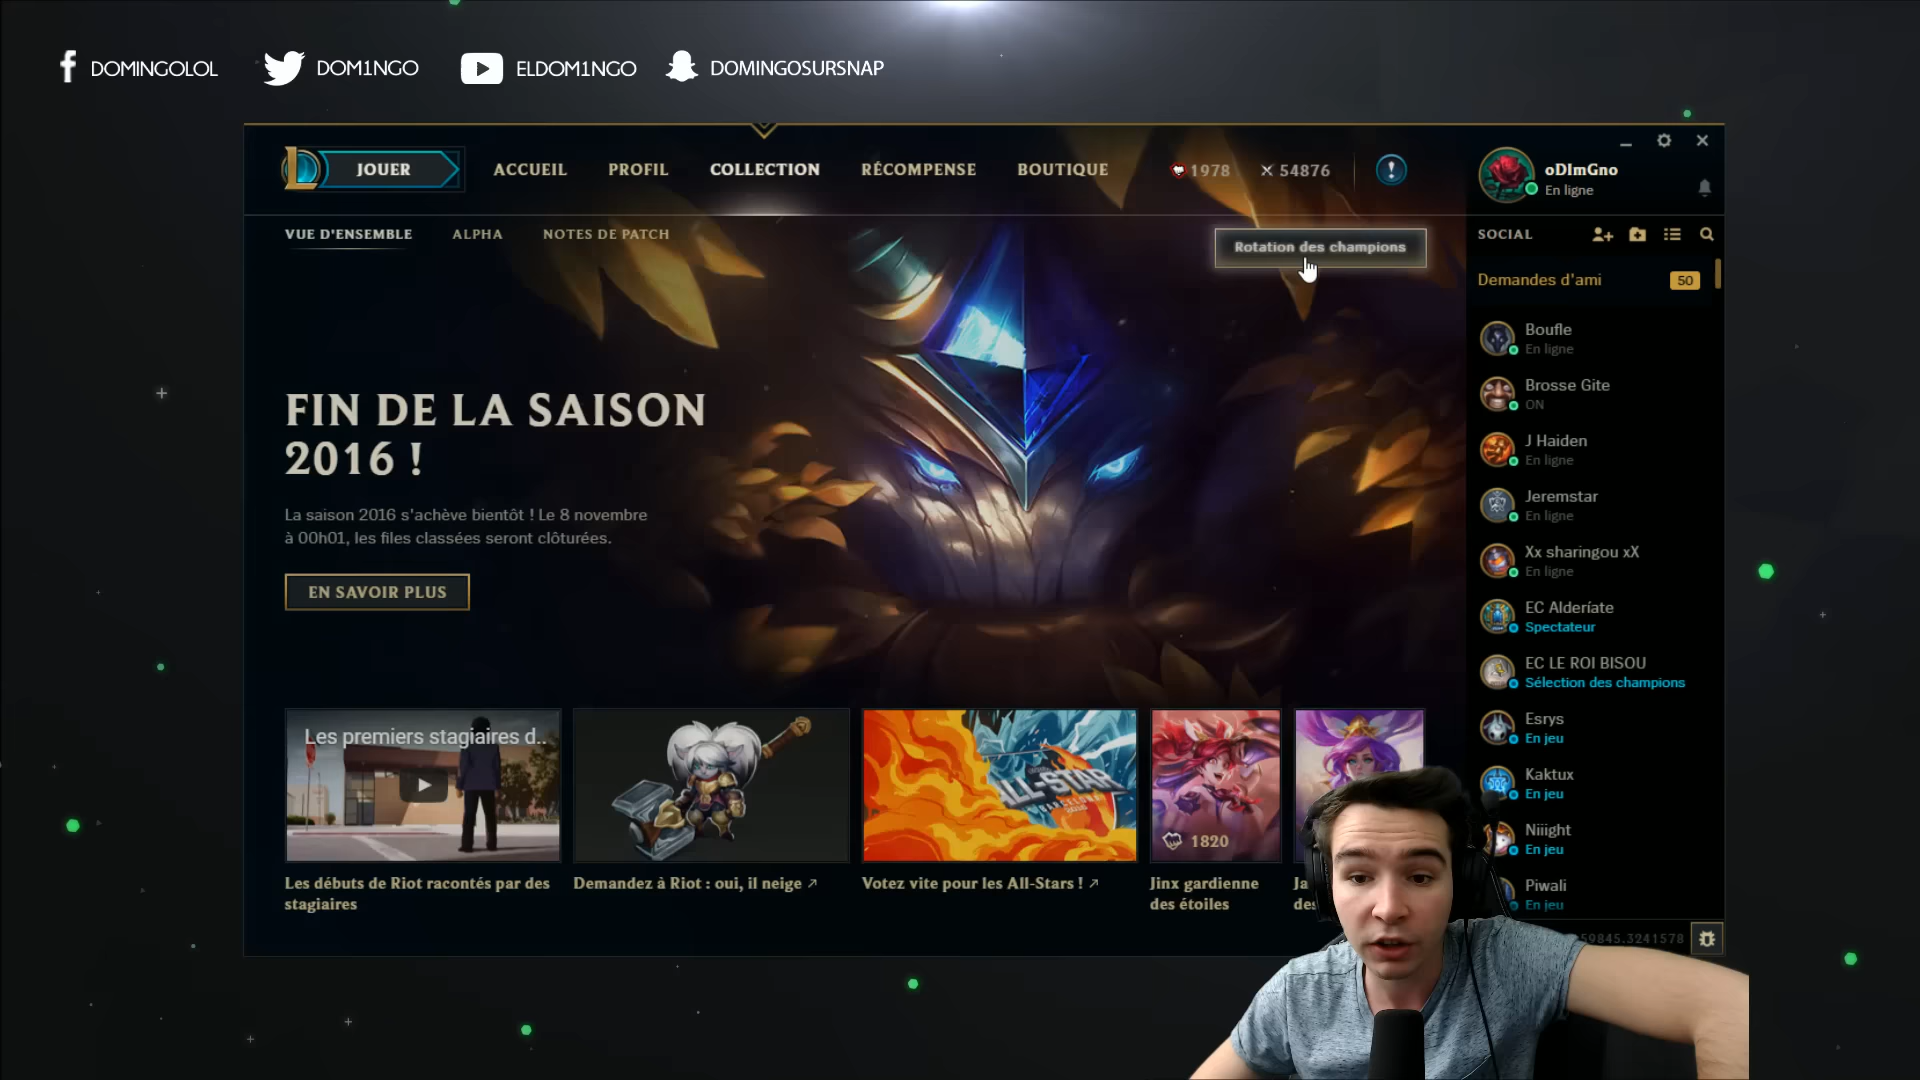 DOMINGOLOL DOM1NGO ELDOM1NGO DOMINGOSURSNAP
JOUER ACCUEIL PROFIL COLLECTION RÉCOMPENSE BOUTIQUE 1978 54876
oDImGno
En ligne
VUE D'ENSEMBLE ALPHA NOTES DE PATCH
Rotation des champions
SOCIAL
Demandes d'ami 50
Boufle
En ligne
Brosse Gite
ON
J Haiden
En ligne
Jeremstar
En ligne
Xx sharingou xX
En ligne
EC Alderíate
Spectateur
EC LE ROI BISOU
Sélection des champions
Esrys
En jeu
Kaktux
En jeu
Niiight
En jeu
Piwali
En jeu
59845.3241578
FIN DE LA SAISON
2016 !
La saison 2016 s'achève bientôt ! Le 8 novembre
à 00h01, les files classées seront clôturées.
EN SAVOIR PLUS
Les premiers stagiaires d..
ALL-STAR
BARCELONA
2016
1820
Les débuts de Riot racontés par des
stagiaires
Demandez à Riot : oui, il neige
Votez vite pour les All-Stars !
Jinx gardienne
des étoiles